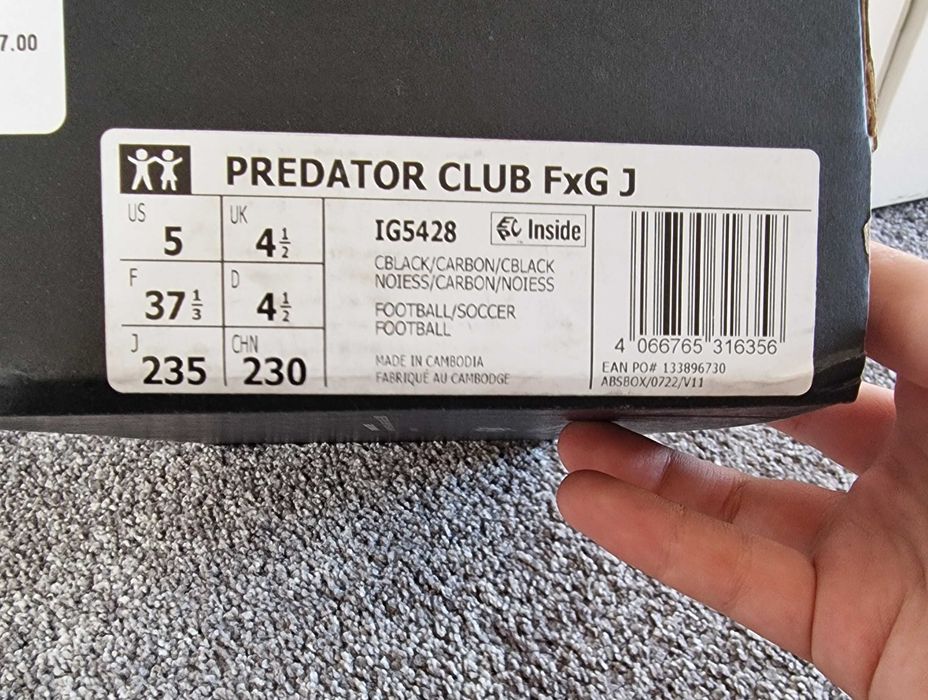 7.00
PREDATOR CLUB FxG J
US 5
UK 4½
F 37⅓
D 4½
J 235
CHN 230
IG5428
Inside
CBLACK/CARBON/CBLACK
NOIESS/CARBON/NOIESS
FOOTBALL/SOCCER
FOOTBALL
MADE IN CAMBODIA
FABRIQUÉ AU CAMBODGE
4 066765 316356
EAN PO# 133896730
ABSBOX/0722/V11